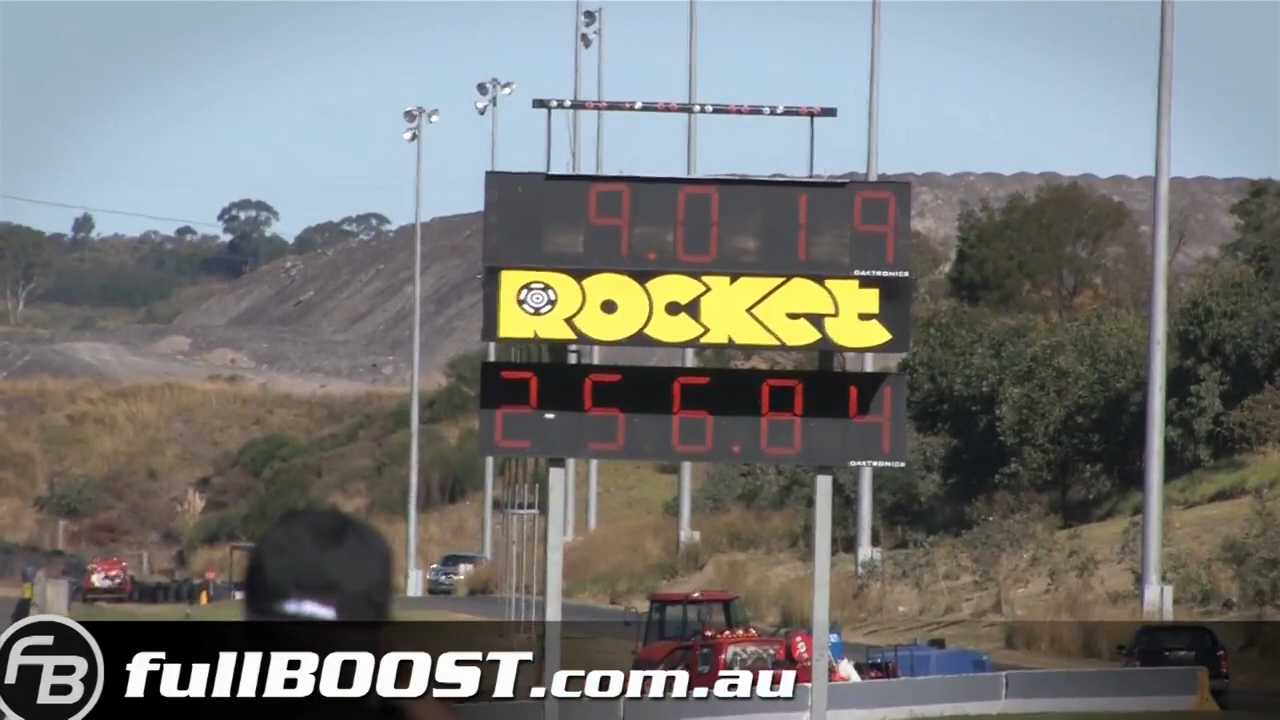 9.019
DAKTRONICS
ROCKET
256.84
DAKTRONICS
FB fullBOOST.com.au